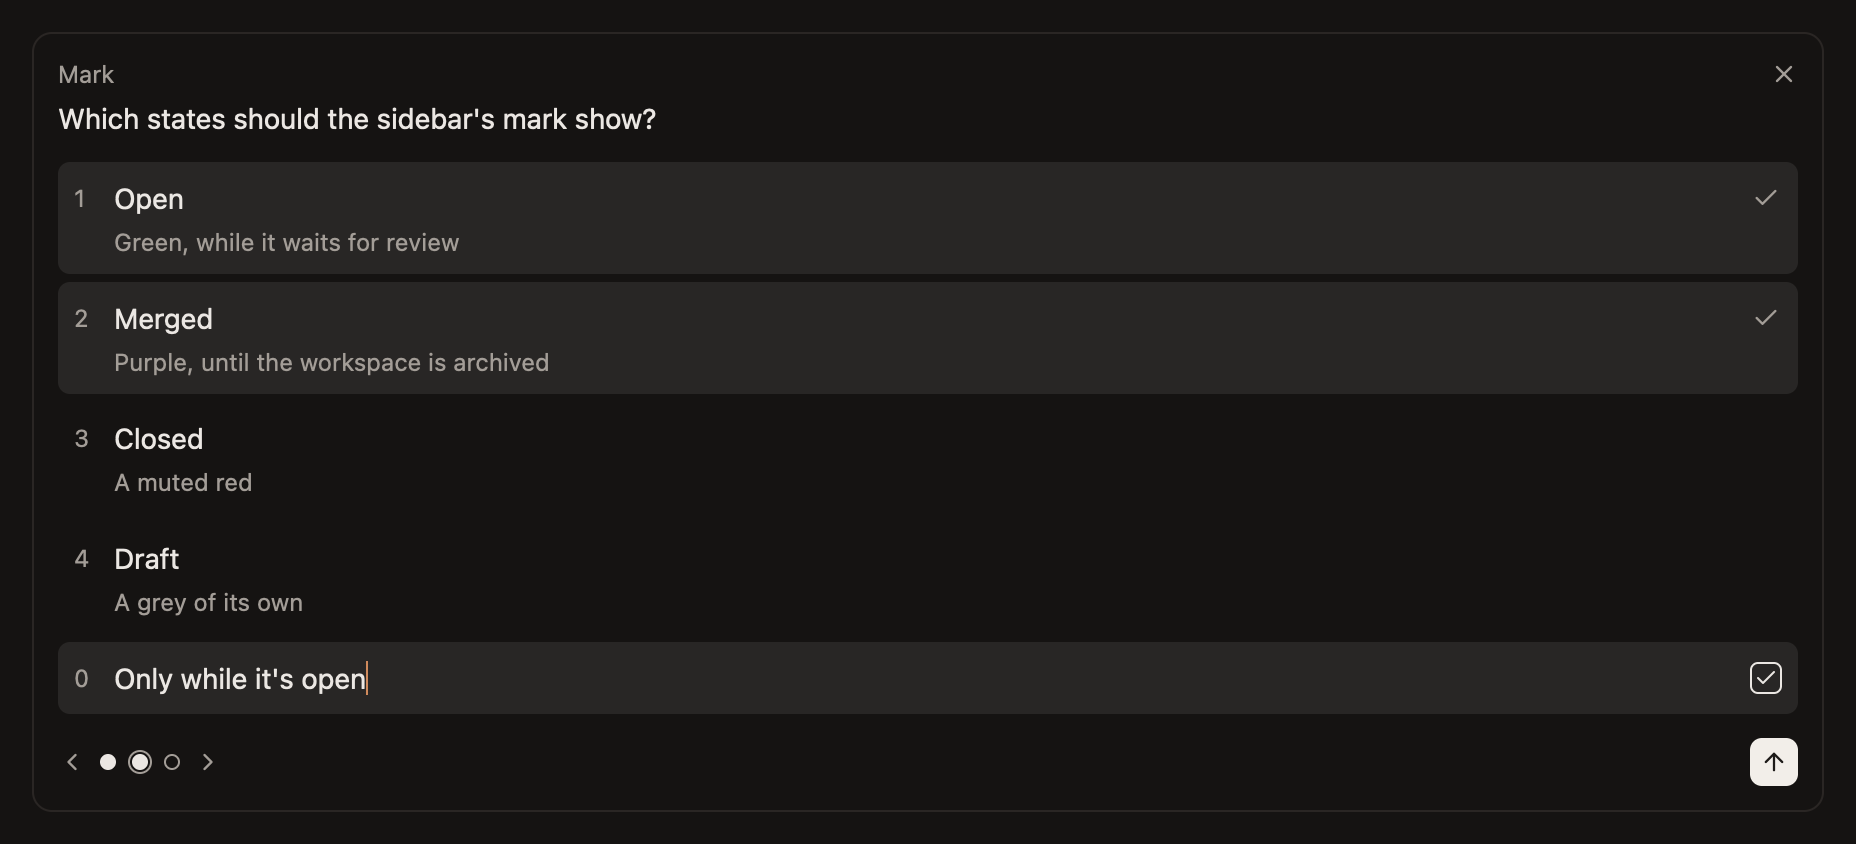 Mark
Which states should the sidebar's mark show?
1 Open
Green, while it waits for review
2 Merged
Purple, until the workspace is archived
3 Closed
A muted red
4 Draft
A grey of its own
0 Only while it's open